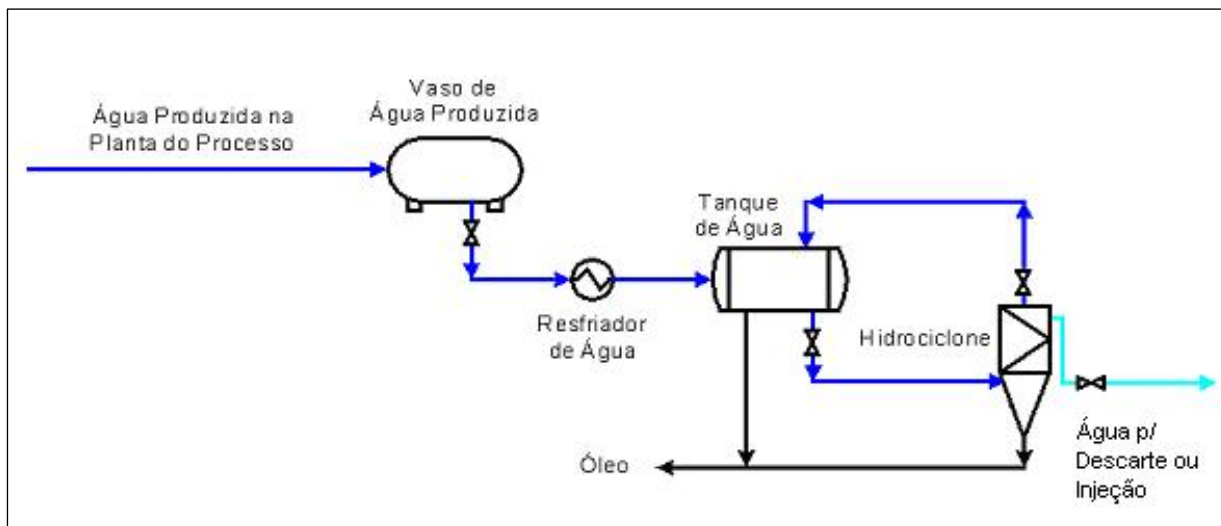 Vaso de
Água Produzida
Água Produzida na
Planta do Processo
Tanque
de Água
Resfriador
de Água
Hidrociclone
Água p/
Descarte ou
Injeção
Óleo